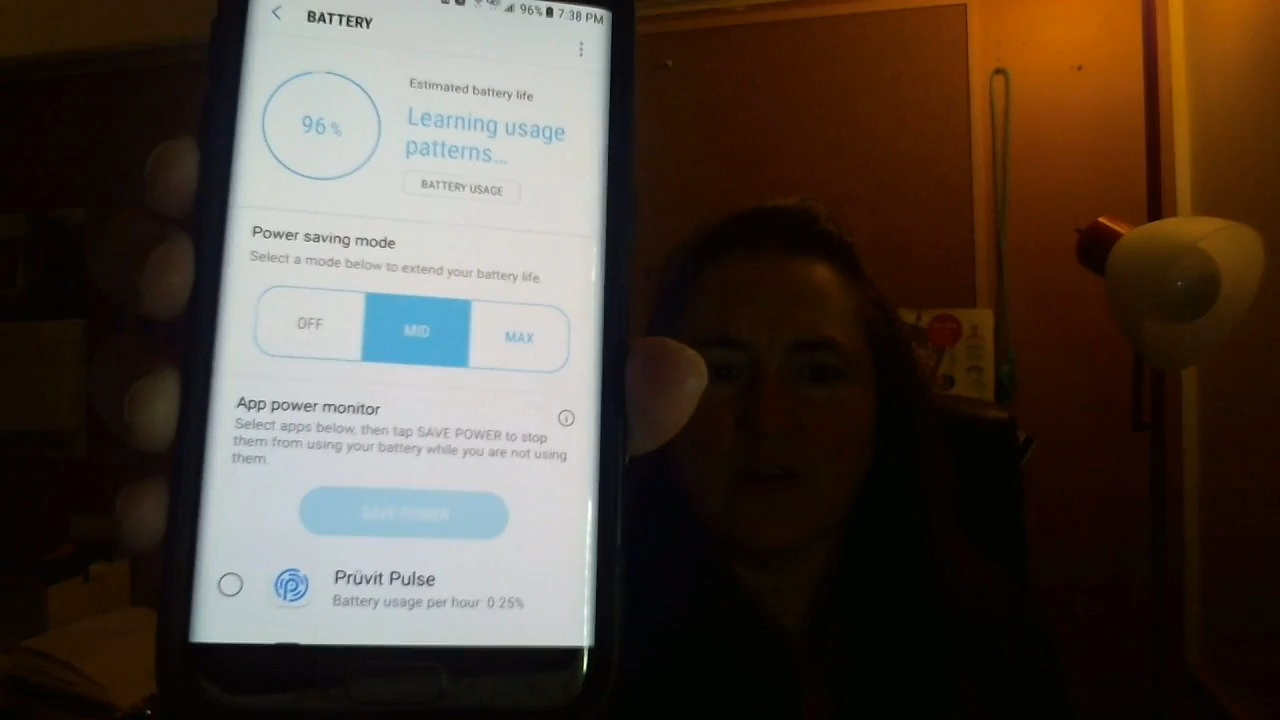 96% 7:38 PM
BATTERY
Estimated battery life
96%
Learning usage
patterns...
BATTERY USAGE
Power saving mode
Select a mode below to extend your battery life.
OFF MID MAX
App power monitor
Select apps below, then tap SAVE POWER to stop
them from using your battery while you are not using
them.
SAVE POWER
Prüvit Pulse
Battery usage per hour 0.25%